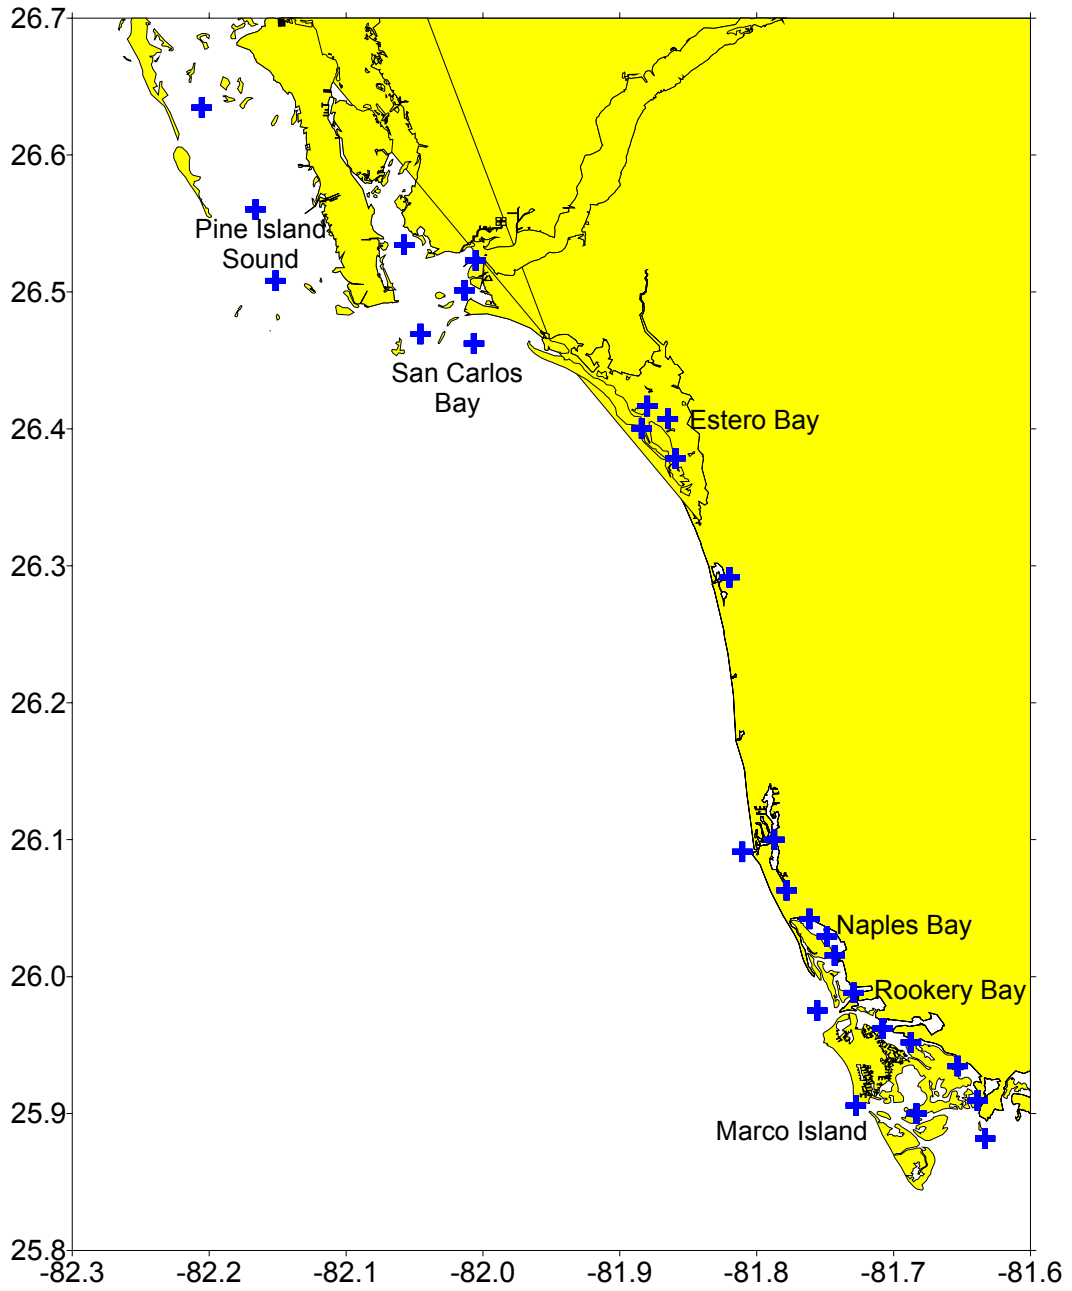 26.7
26.6
Pine Island
Sound
26.5
San Carlos
Bay
26.4
Estero Bay
26.3
26.2
26.1
Naples Bay
26.0
Rookery Bay
25.9
Marco Island
25.8
-82.3 -82.2 -82.1 -82.0 -81.9 -81.8 -81.7 -81.6